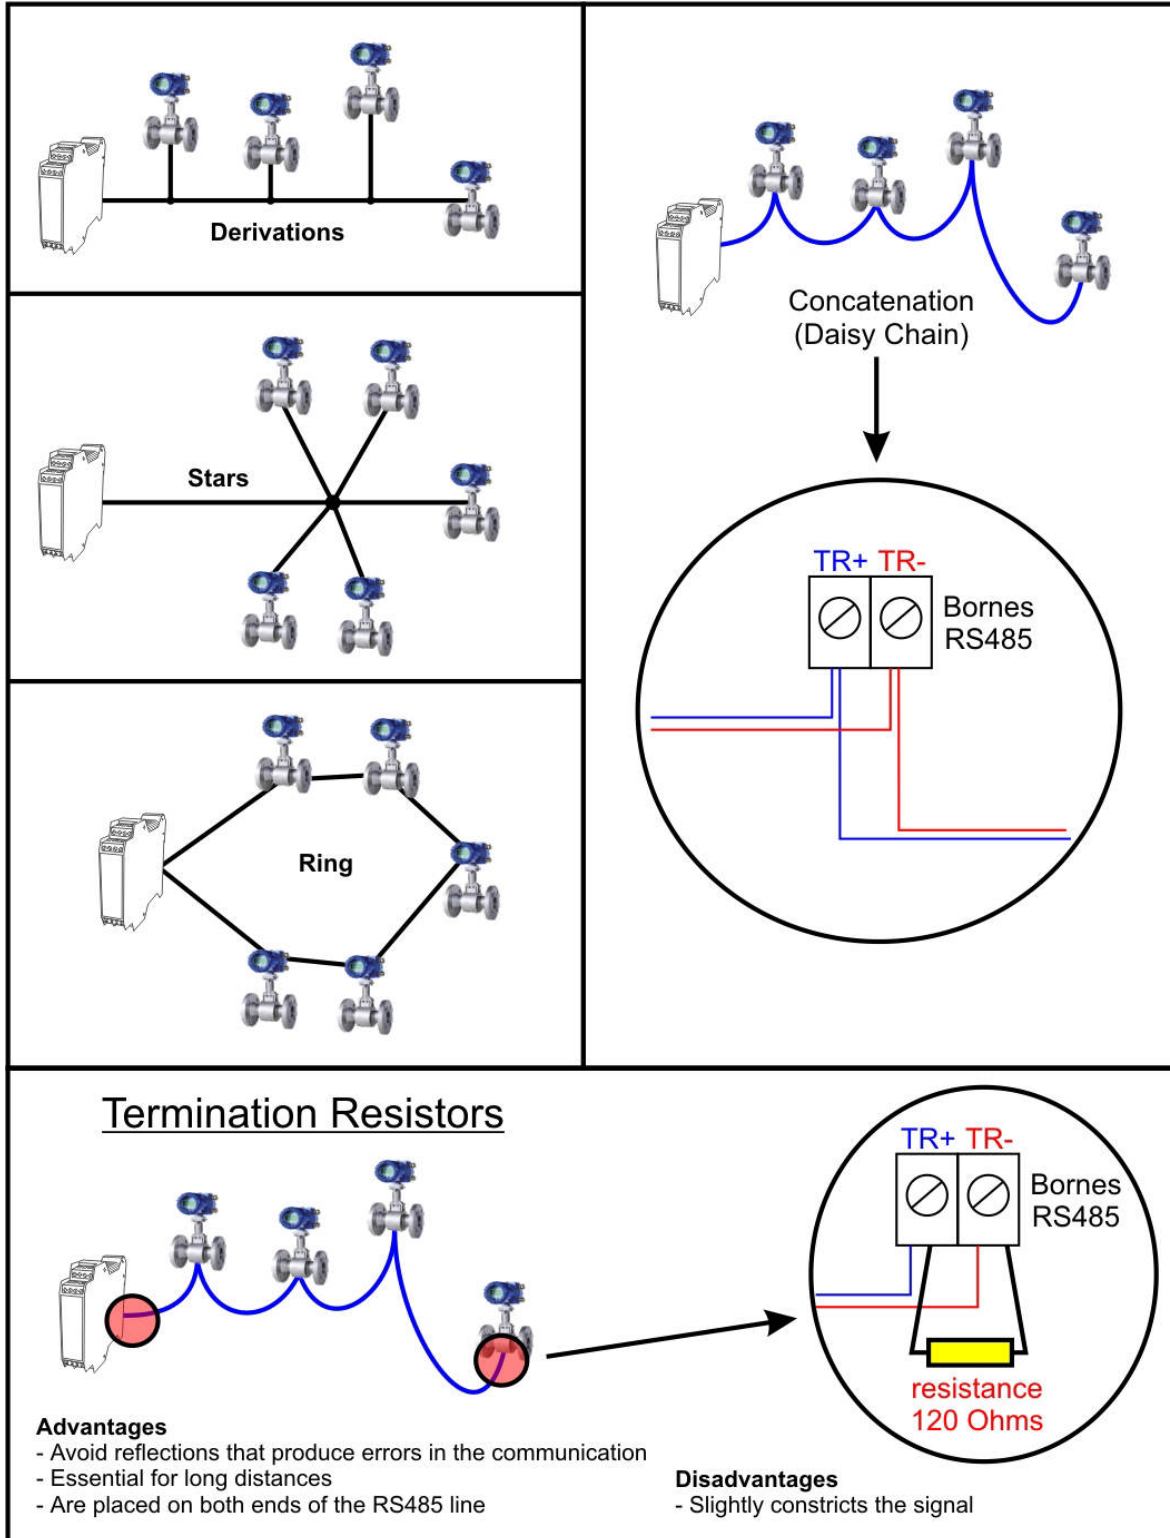 Derivations
Stars
Ring
Concatenation
(Daisy Chain)
TR+ TR-
Bornes
RS485
Termination Resistors
TR+ TR-
Bornes
RS485
resistance
120 Ohms
Advantages
- Avoid reflections that produce errors in the communication
- Essential for long distances
- Are placed on both ends of the RS485 line
Disadvantages
- Slightly constricts the signal